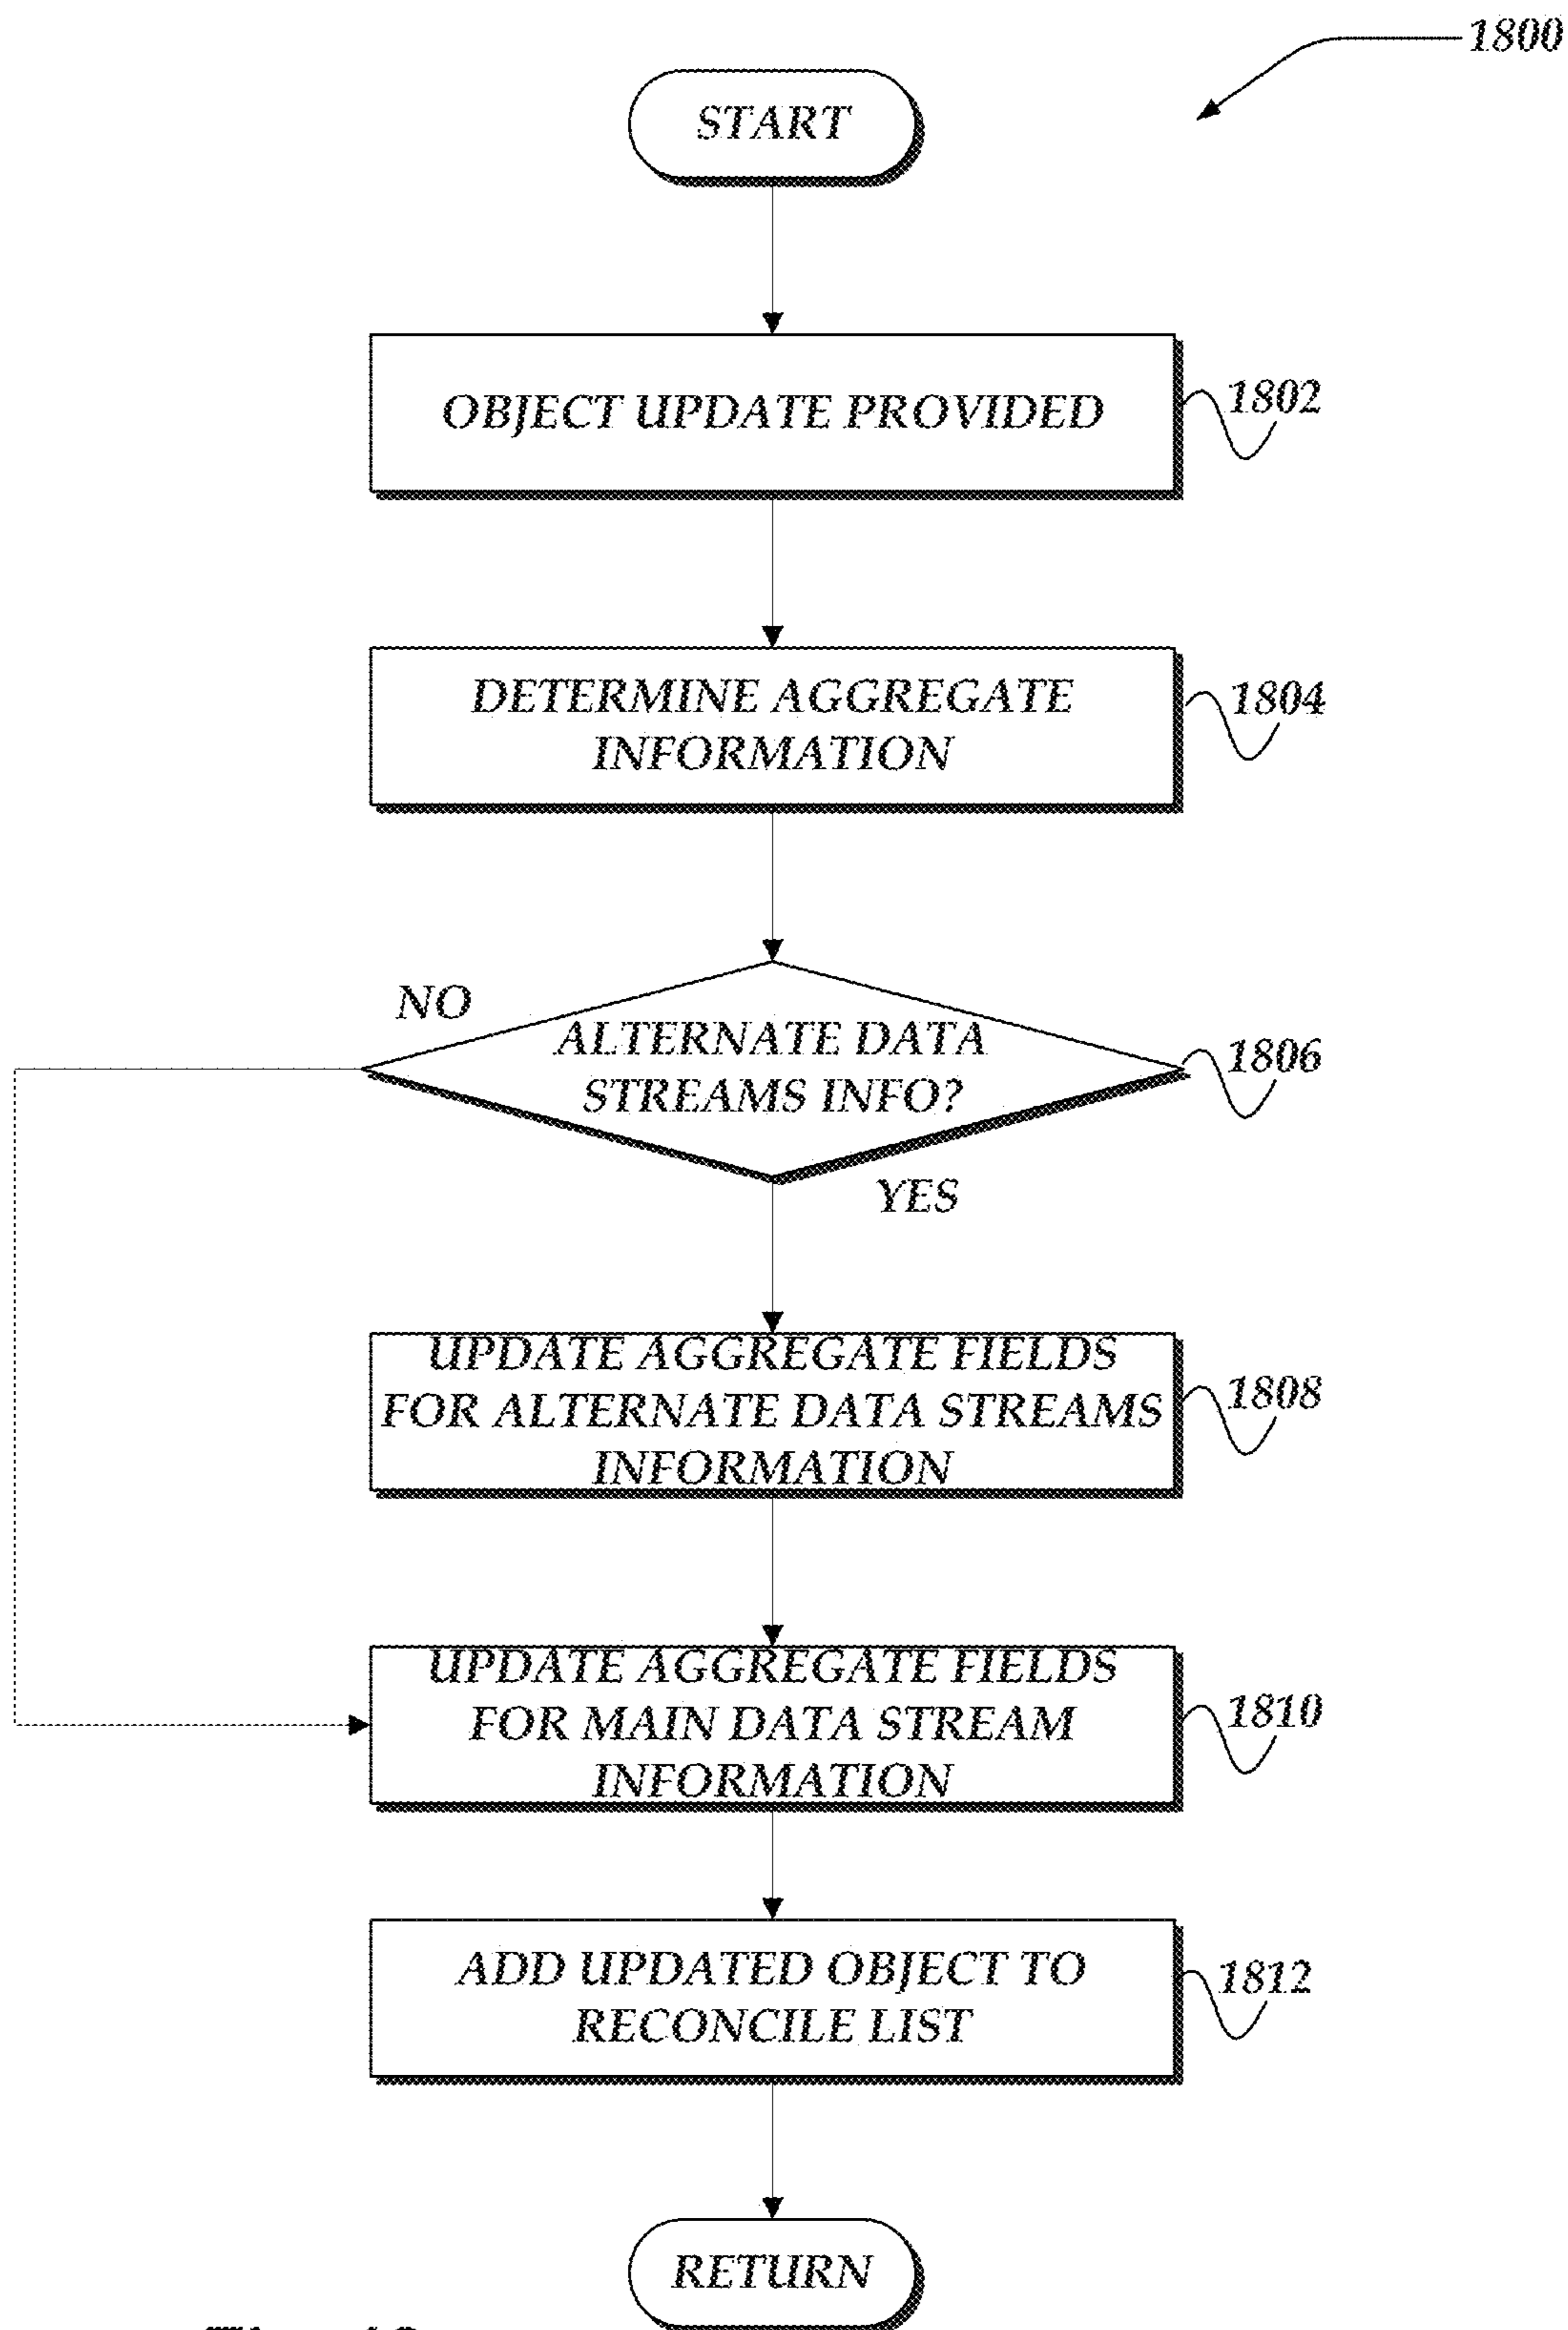 1800
START
OBJECT UPDATE PROVIDED
1802
DETERMINE AGGREGATE
INFORMATION
1804
NO
ALTERNATE DATA
STREAMS INFO?
1806
YES
UPDATE AGGREGATE FIELDS
FOR ALTERNATE DATA STREAMS
INFORMATION
1808
UPDATE AGGREGATE FIELDS
FOR MAIN DATA STREAM
INFORMATION
1810
ADD UPDATED OBJECT TO
RECONCILE LIST
1812
RETURN